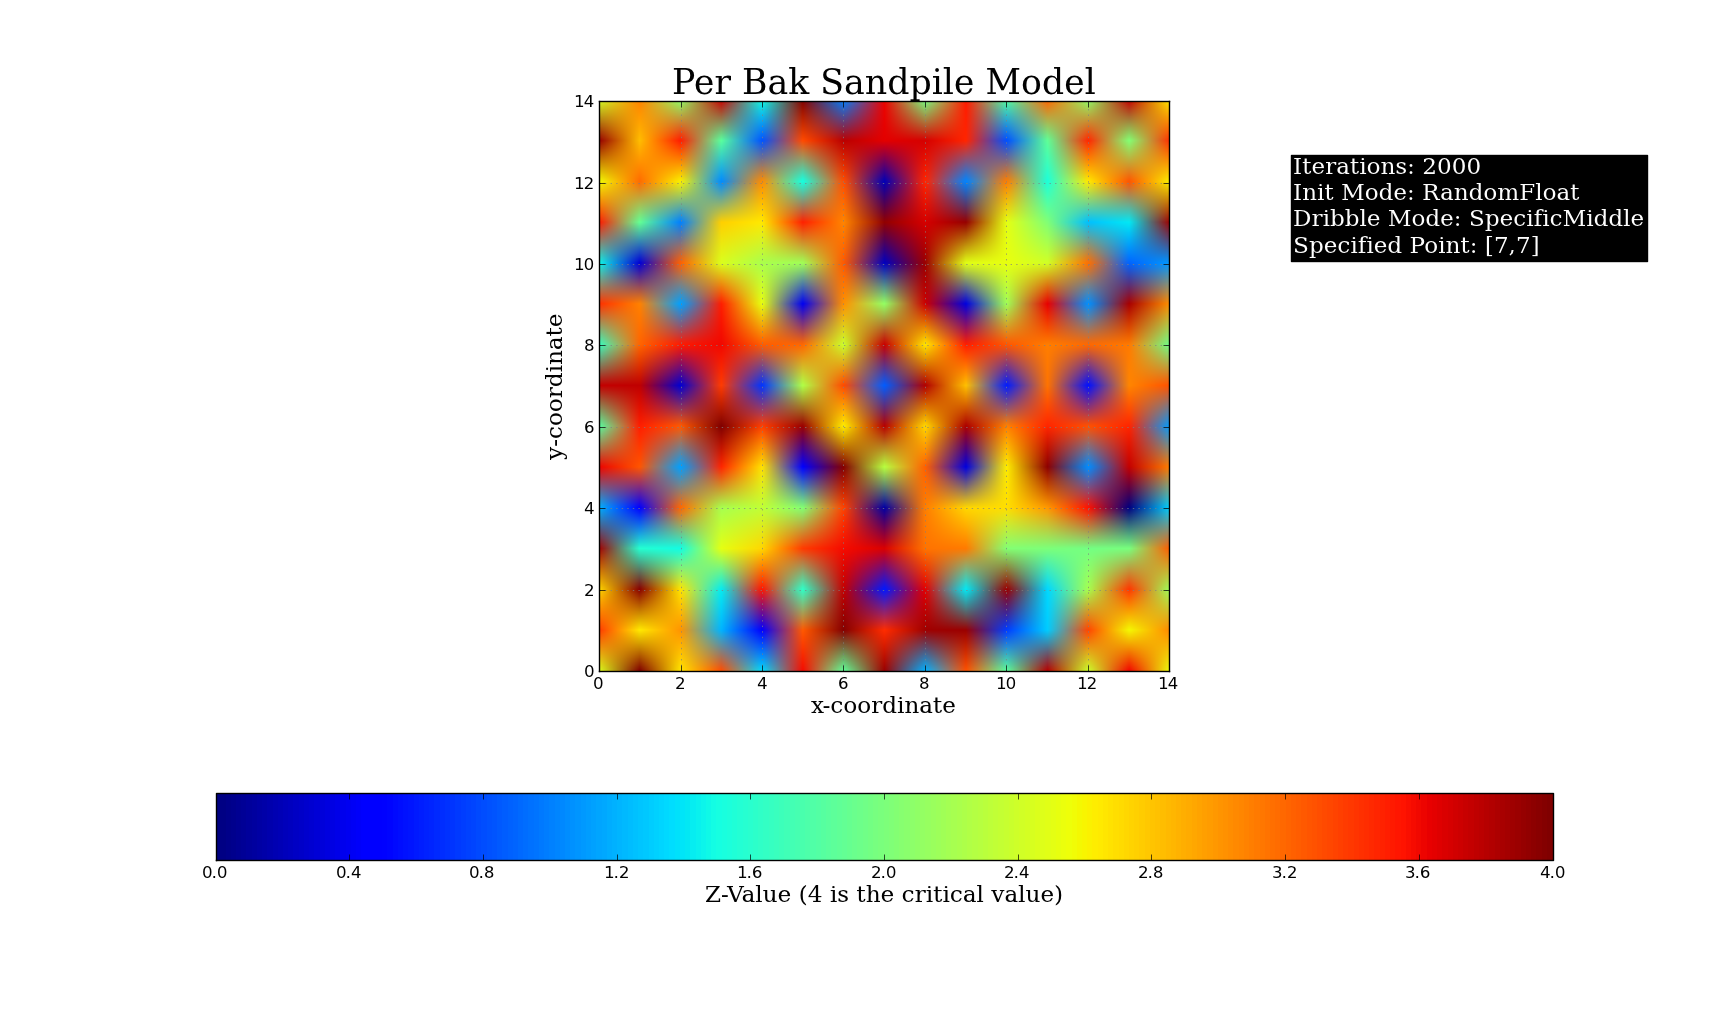 Per Bak Sandpile Model
14
12
10
8
6
4
2
0
y-coordinate
0 2 4 6 8 10 12 14
x-coordinate
Iterations: 2000
Init Mode: RandomFloat
Dribble Mode: SpecificMiddle
Specified Point: [7,7]
0.0 0.4 0.8 1.2 1.6 2.0 2.4 2.8 3.2 3.6 4.0
Z-Value (4 is the critical value)